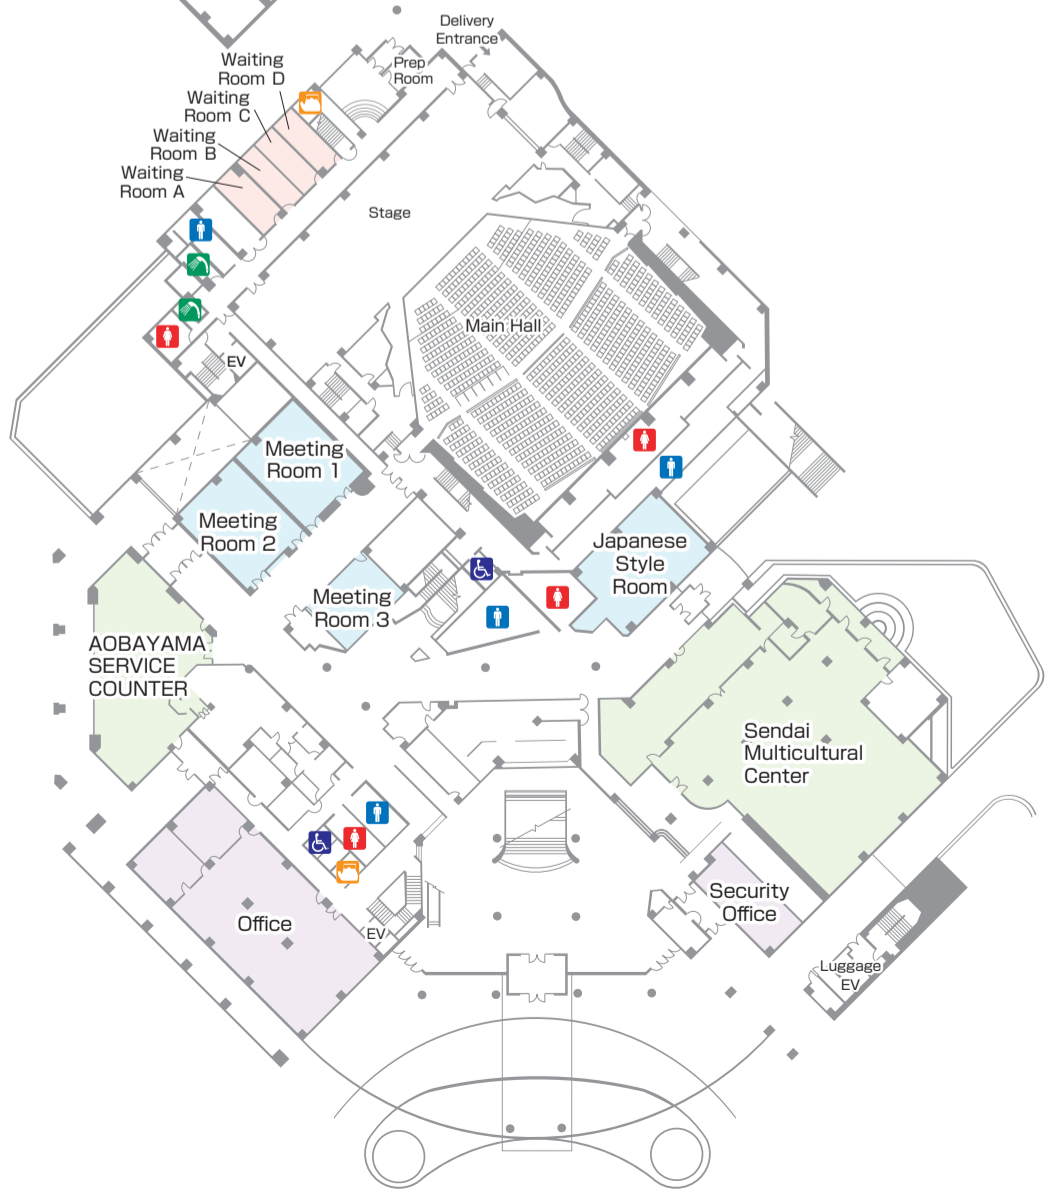 Delivery
Entrance
Prep
Room
Waiting
Room D
Waiting
Room C
Waiting
Room B
Waiting
Room A
Stage
Main Hall
EV
Meeting
Room 1
Meeting
Room 2
Meeting
Room 3
Japanese
Style
Room
AOBAYAMA
SERVICE
COUNTER
Sendai
Multicultural
Center
Security
Office
Office
EV
Luggage
EV